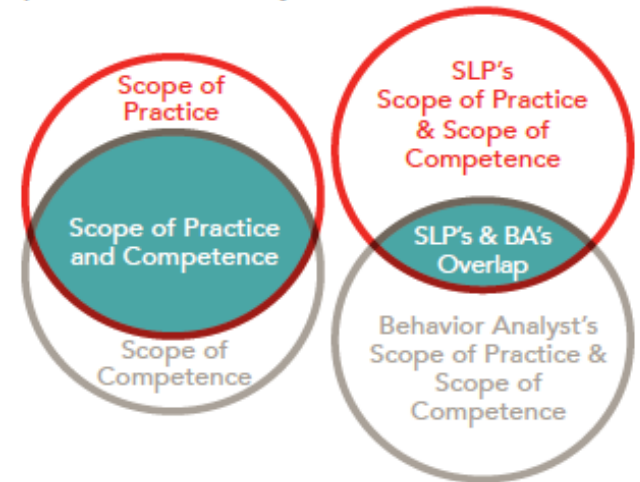 Scope of
Practice
Scope of Practice
and Competence
Scope of
Competence
SLP's
Scope of Practice
& Scope of
Competence
SLP's & BA's
Overlap
Behavior Analyst's
Scope of Practice &
Scope of
Competence